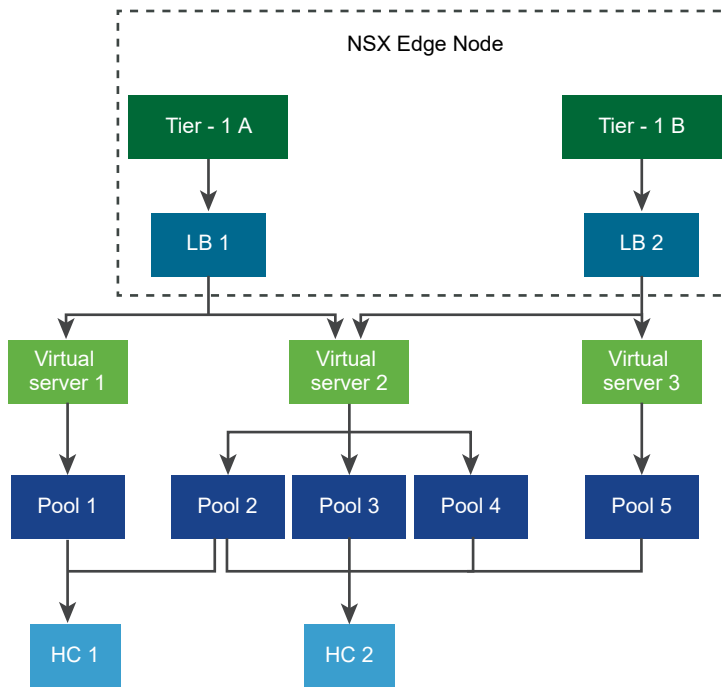 NSX Edge Node
Tier - 1 A
Tier - 1 B
LB 1
LB 2
Virtual
server 1
Virtual
server 2
Virtual
server 3
Pool 1
Pool 2
Pool 3
Pool 4
Pool 5
HC 1
HC 2